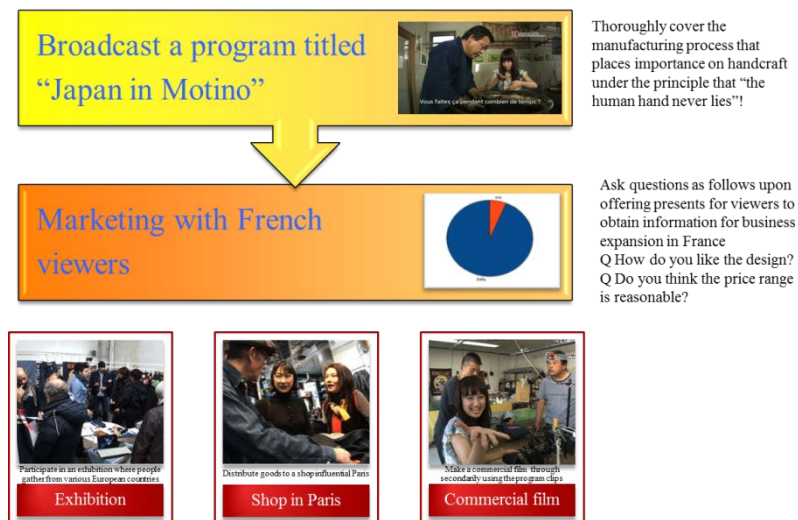 Broadcast a program titled
“Japan in Motino”
Vous faites ça pendant combien de temps ?
Thoroughly cover the
manufacturing process that
places importance on handcraft
under the principle that “the
human hand never lies”!
Marketing with French
viewers
Ask questions as follows upon
offering presents for viewers to
obtain information for business
expansion in France
Q How do you like the design?
Q Do you think the price range
is reasonable?
Participate in an exhibition where people
gather from various European countries
Exhibition
Distribute goods to a shop influential Paris
Shop in Paris
Make a commercial film through
secondarily using the program clips
Commercial film